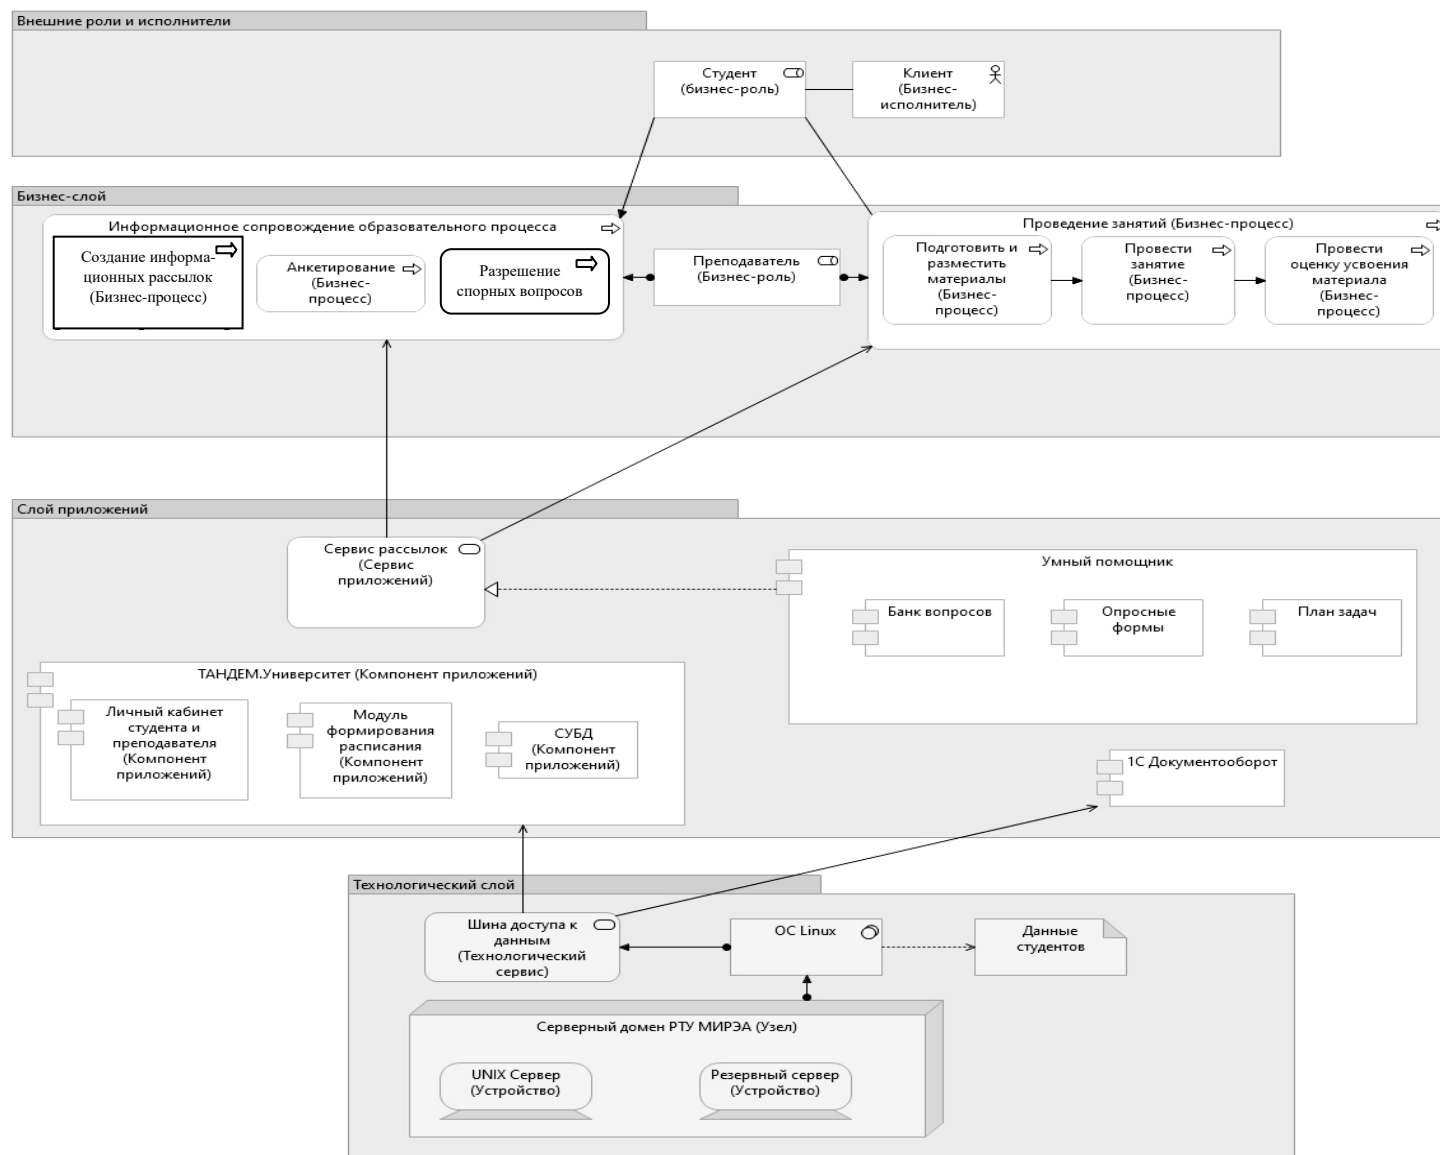 Внешние роли и исполнители
Студент
(бизнес-роль)
Клиент
(Бизнес-
исполнитель)
Бизнес-слой
Информационное сопровождение образовательного процесса
Создание информа-
ционных рассылок
(Бизнес-процесс)
Анкетирование
(Бизнес-
процесс)
Разрешение
спорных вопросов
Преподаватель
(Бизнес-роль)
Проведение занятий (Бизнес-процесс)
Подготовить и
разместить
материалы
(Бизнес-
процесс)
Провести
занятие
(Бизнес-
процесс)
Провести
оценку усвоения
материала
(Бизнес-
процесс)
Слой приложений
Сервис рассылок
(Сервис
приложений)
Умный помощник
Банк вопросов
Опросные
формы
План задач
ТАНДЕМ.Университет (Компонент приложений)
Личный кабинет
студента и
преподавателя
(Компонент
приложений)
Модуль
формирования
расписания
(Компонент
приложений)
СУБД
(Компонент
приложений)
1С Документооборот
Технологический слой
Шина доступа к
данным
(Технологический
сервис)
ОС Linux
Данные
студентов
Серверный домен РТУ МИРЭА (Узел)
UNIX Сервер
(Устройство)
Резервный сервер
(Устройство)